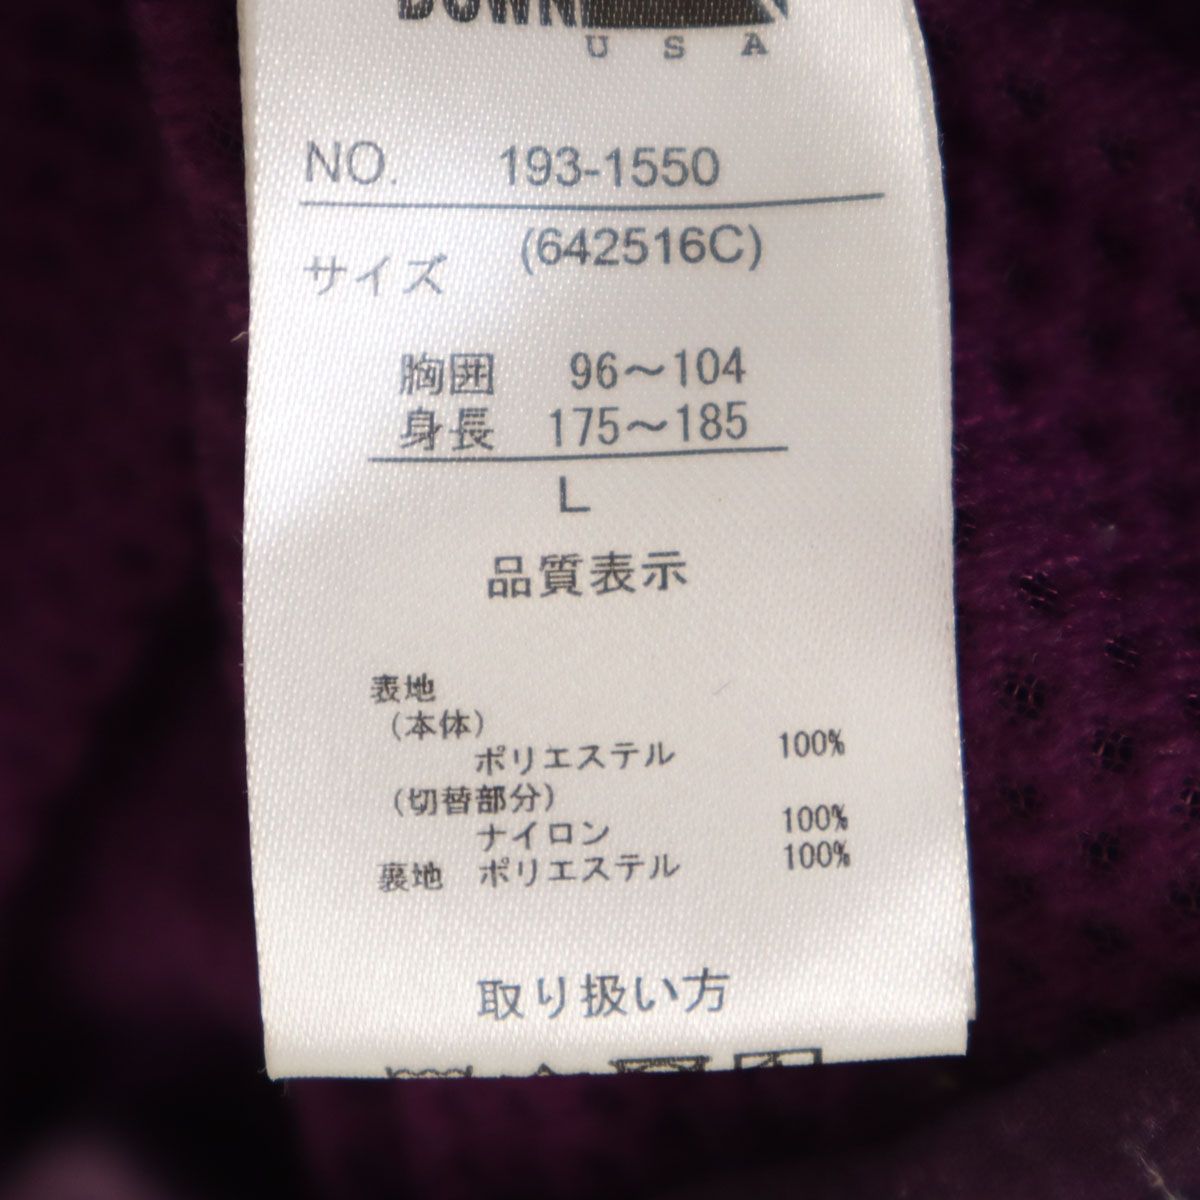 DOWN
USA
NO. 193-1550
サイズ (642516C)
胸囲 96～104
身長 175～185
L
品質表示
表地
(本体)
ポリエステル 100%
(切替部分)
ナイロン 100%
裏地 ポリエステル 100%
取り扱い方